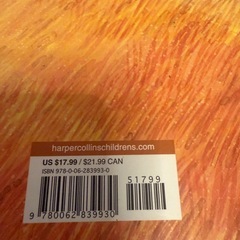 harpercollinschildrens.com
US $17.99 / $21.99 CAN
ISBN 978-0-06-283993-0
51799
9 780062 839930